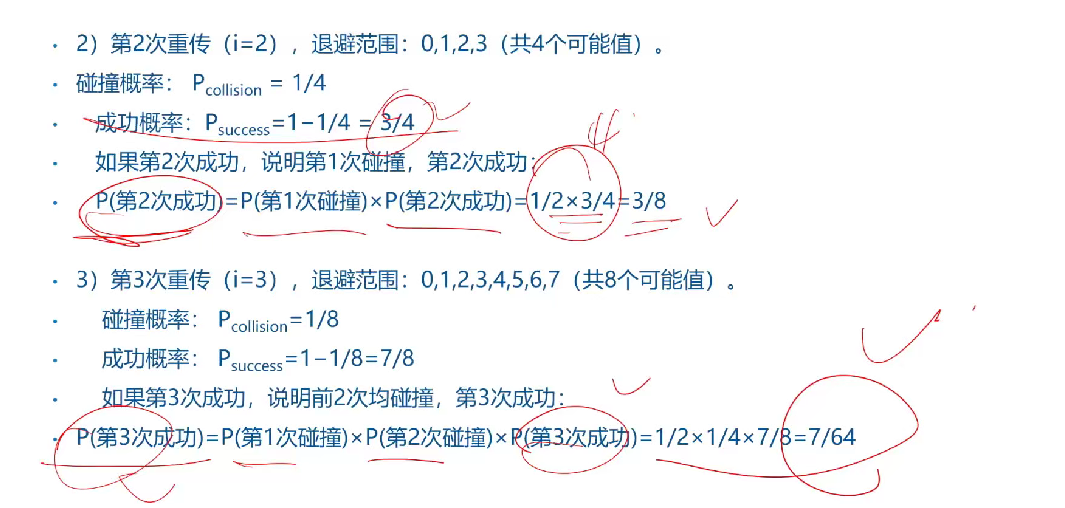 · 2）第2次重传（i=2），退避范围：0,1,2,3（共4个可能值）。
· 碰撞概率： Pcollision = 1/4
· 成功概率：Psuccess=1−1/4 = 3/4
· 如果第2次成功，说明第1次碰撞，第2次成功：
· P(第2次成功)=P(第1次碰撞)×P(第2次成功)=1/2×3/4=3/8
· 3）第3次重传（i=3），退避范围：0,1,2,3,4,5,6,7（共8个可能值）。
· 碰撞概率： Pcollision=1/8
· 成功概率： Psuccess=1−1/8=7/8
· 如果第3次成功，说明前2次均碰撞，第3次成功：
· P(第3次成功)=P(第1次碰撞)×P(第2次碰撞)×P(第3次成功)=1/2×1/4×7/8=7/64